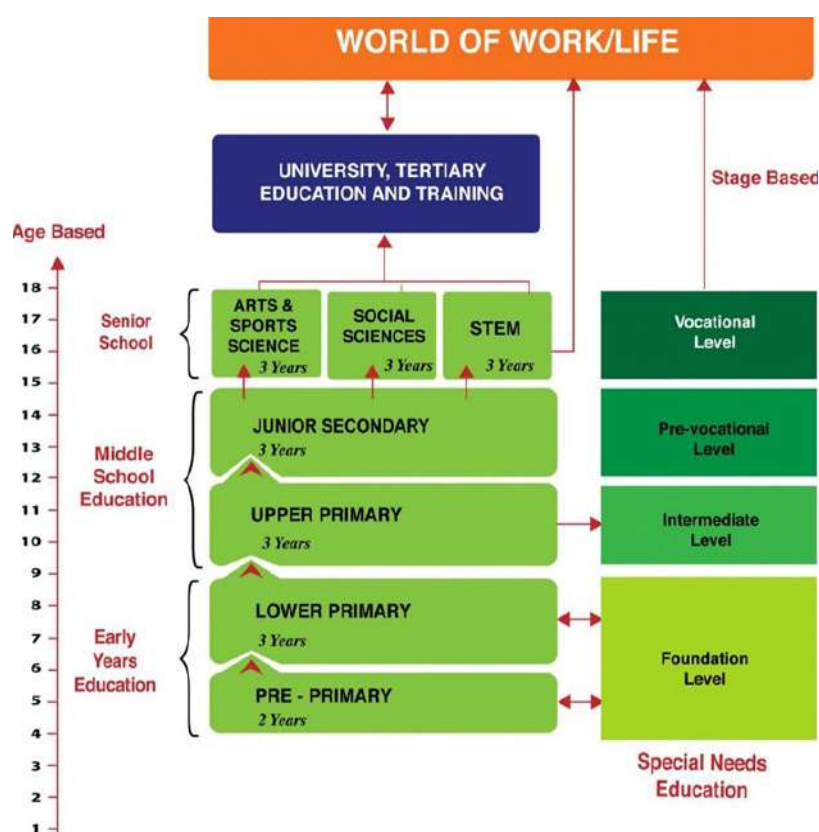 WORLD OF WORK/LIFE
UNIVERSITY, TERTIARY
EDUCATION AND TRAINING
Stage Based
Age Based
18
17
16
15
14
13
12
11
10
9
8
7
6
5
4
3
2
1
Senior
School
ARTS &
SPORTS
SCIENCE
3 Years
SOCIAL
SCIENCES
3 Years
STEM
3 Years
Vocational
Level
Middle
School
Education
JUNIOR SECONDARY
3 Years
Pre-vocational
Level
UPPER PRIMARY
3 Years
Intermediate
Level
Early
Years
Education
LOWER PRIMARY
3 Years
PRE - PRIMARY
2 Years
Foundation
Level
Special Needs
Education